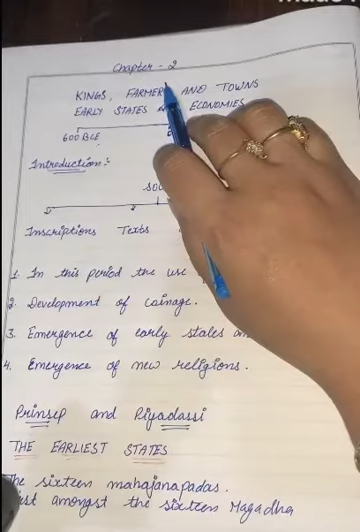 Chapter - 2
KINGS, FARMERS AND TOWNS
EARLY STATES ECONOMIES
600 BCE
Introduction:-
Inscriptions Texts
1. In this period the use
2. Development of coinage.
3. Emergence of early states
4. Emergence of new religions.
Prinsep and Piyadassi
THE EARLIEST STATES
The sixteen mahajanapadas.
amongst the sixteen Magadha